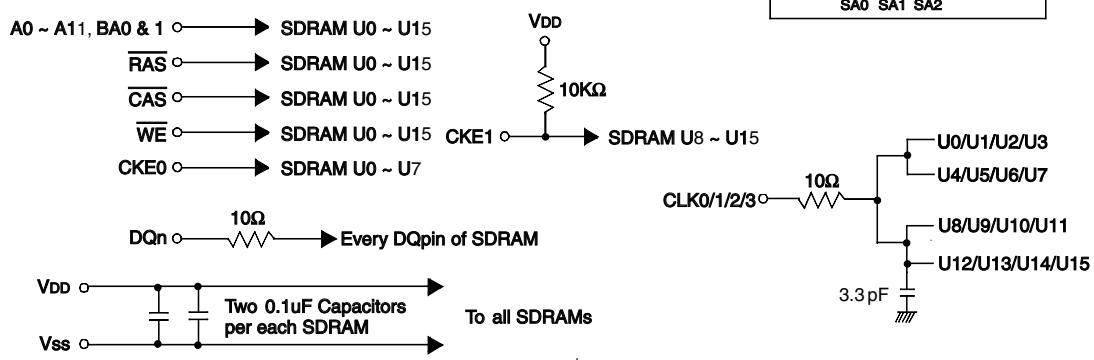 SA0 SA1 SA2
A0 ~ A11, BA0 & 1
SDRAM U0 ~ U15
RAS
SDRAM U0 ~ U15
CAS
SDRAM U0 ~ U15
WE
SDRAM U0 ~ U15
CKE0
SDRAM U0 ~ U7
VDD
10KΩ
CKE1
SDRAM U8 ~ U15
DQn
10Ω
Every DQpin of SDRAM
VDD
Two 0.1uF Capacitors
per each SDRAM
Vss
To all SDRAMs
CLK0/1/2/3
10Ω
U0/U1/U2/U3
U4/U5/U6/U7
U8/U9/U10/U11
U12/U13/U14/U15
3.3pF